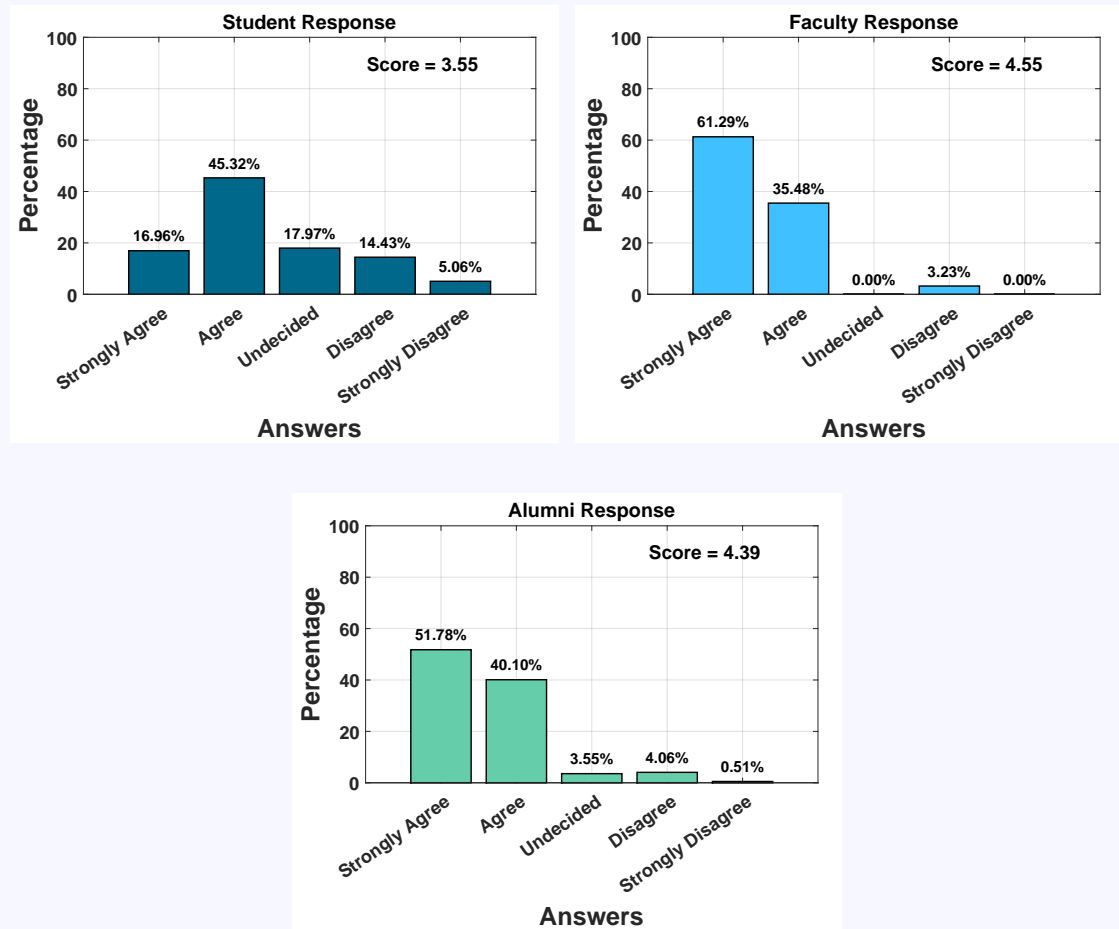 Student Response
Score = 3.55
Percentage
100
80
60
40
20
0
16.96%
45.32%
17.97%
14.43%
5.06%
Strongly Agree
Agree
Undecided
Disagree
Strongly Disagree
Answers
Faculty Response
Score = 4.55
Percentage
100
80
60
40
20
0
61.29%
35.48%
0.00%
3.23%
0.00%
Strongly Agree
Agree
Undecided
Disagree
Strongly Disagree
Answers
Alumni Response
Score = 4.39
Percentage
100
80
60
40
20
0
51.78%
40.10%
3.55%
4.06%
0.51%
Strongly Agree
Agree
Undecided
Disagree
Strongly Disagree
Answers